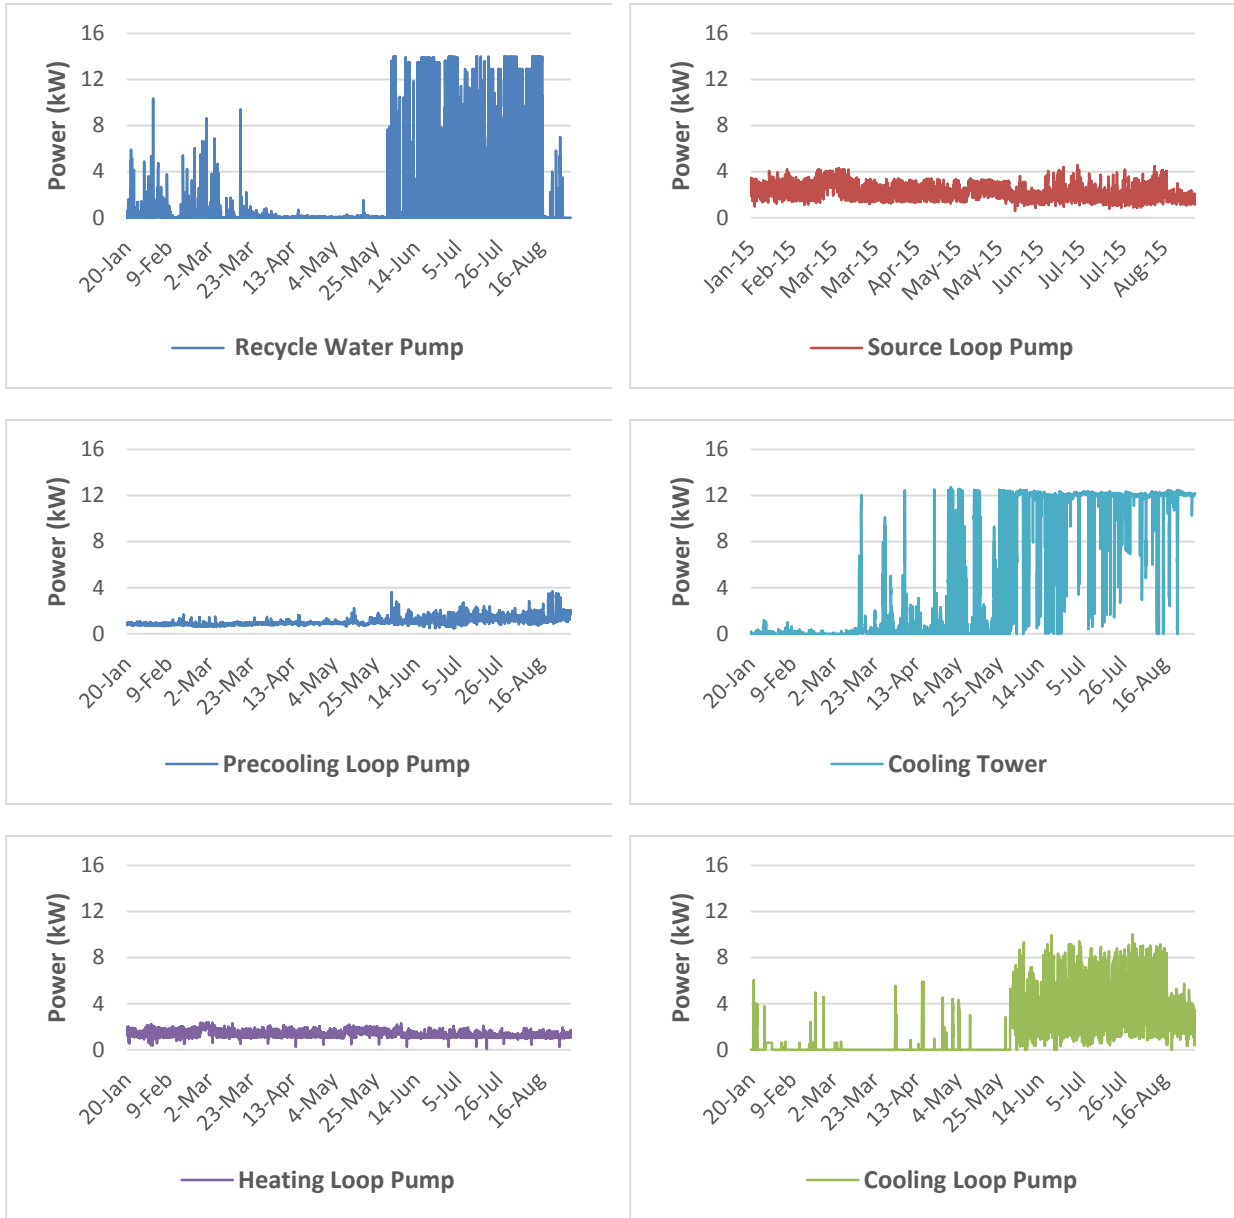 Power (kW)
16
12
8
4
0
20-Jan
9-Feb
2-Mar
23-Mar
13-Apr
4-May
25-May
14-Jun
5-Jul
26-Jul
16-Aug
Recycle Water Pump
Power (kW)
16
12
8
4
0
Jan-15
Feb-15
Mar-15
Mar-15
Apr-15
May-15
May-15
Jun-15
Jul-15
Jul-15
Aug-15
Source Loop Pump
Power (kW)
16
12
8
4
0
20-Jan
9-Feb
2-Mar
23-Mar
13-Apr
4-May
25-May
14-Jun
5-Jul
26-Jul
16-Aug
Precooling Loop Pump
Power (kW)
16
12
8
4
0
20-Jan
9-Feb
2-Mar
23-Mar
13-Apr
4-May
25-May
14-Jun
5-Jul
26-Jul
16-Aug
Cooling Tower
Power (kW)
16
12
8
4
0
20-Jan
9-Feb
2-Mar
23-Mar
13-Apr
4-May
25-May
14-Jun
5-Jul
26-Jul
16-Aug
Heating Loop Pump
Power (kW)
16
12
8
4
0
20-Jan
9-Feb
2-Mar
23-Mar
13-Apr
4-May
25-May
14-Jun
5-Jul
26-Jul
16-Aug
Cooling Loop Pump